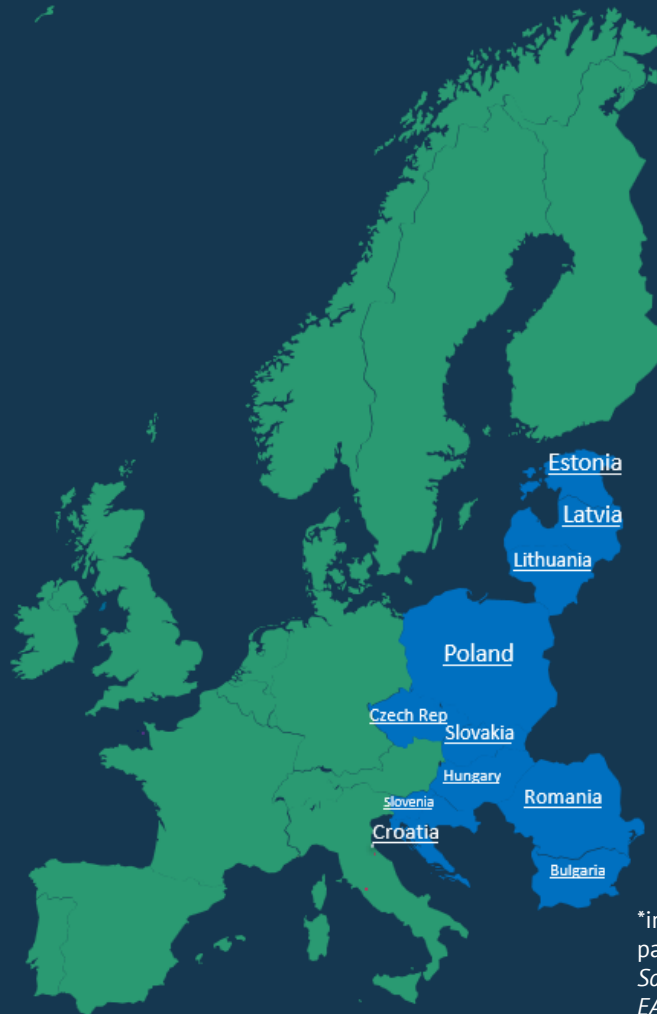 Estonia
Latvia
Lithuania
Poland
Czech Rep
Slovakia
Hungary
Slovenia
Romania
Croatia
Bulgaria